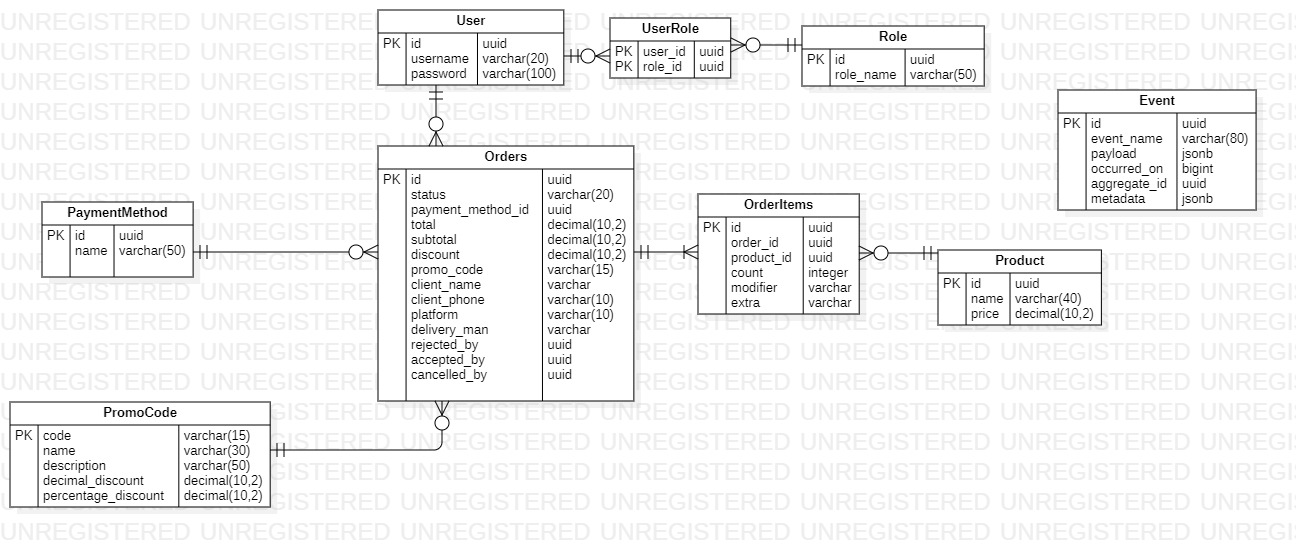 User
PK id uuid
username varchar(20)
password varchar(100)
UserRole
PK user_id uuid
PK role_id uuid
Role
PK id uuid
role_name varchar(50)
Event
PK id uuid
event_name varchar(80)
payload jsonb
occurred_on bigint
aggregate_id uuid
metadata jsonb
Orders
PK id uuid
status varchar(20)
payment_method_id uuid
total decimal(10,2)
subtotal decimal(10,2)
discount decimal(10,2)
promo_code varchar(15)
client_name varchar
client_phone varchar(10)
platform varchar(10)
delivery_man varchar
rejected_by uuid
accepted_by uuid
cancelled_by uuid
PaymentMethod
PK id uuid
name varchar(50)
OrderItems
PK id uuid
order_id uuid
product_id uuid
count integer
modifier varchar
extra varchar
Product
PK id uuid
name varchar(40)
price decimal(10,2)
PromoCode
PK code varchar(15)
name varchar(30)
description varchar(50)
decimal_discount decimal(10,2)
percentage_discount decimal(10,2)
UNREGISTERED